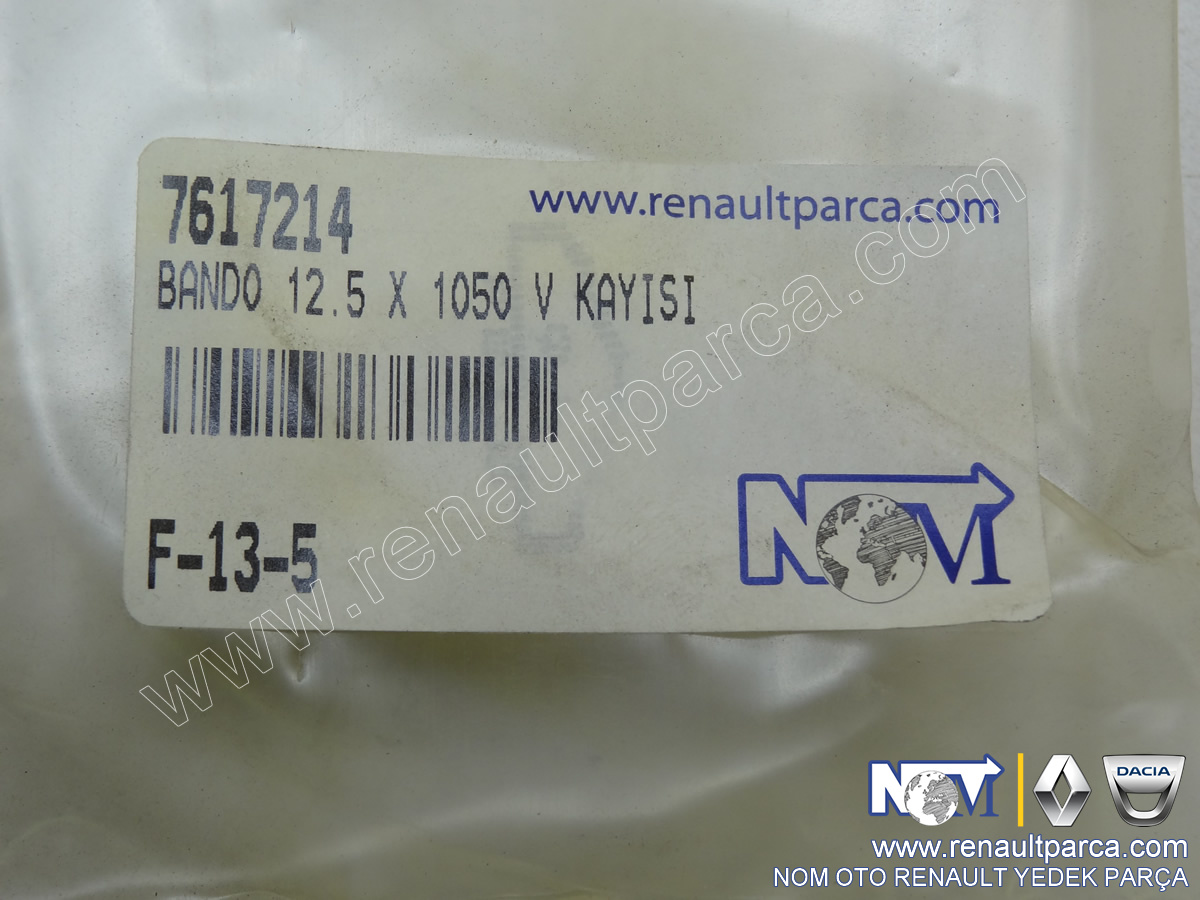 7617214
www.renaultparca.com
BANDO 12.5 X 1050 V KAYISI
F-13-5
NOM
www.renaultparca.com
NOM
DACIA
www.renaultparca.com
NOM OTO RENAULT YEDEK PARÇA